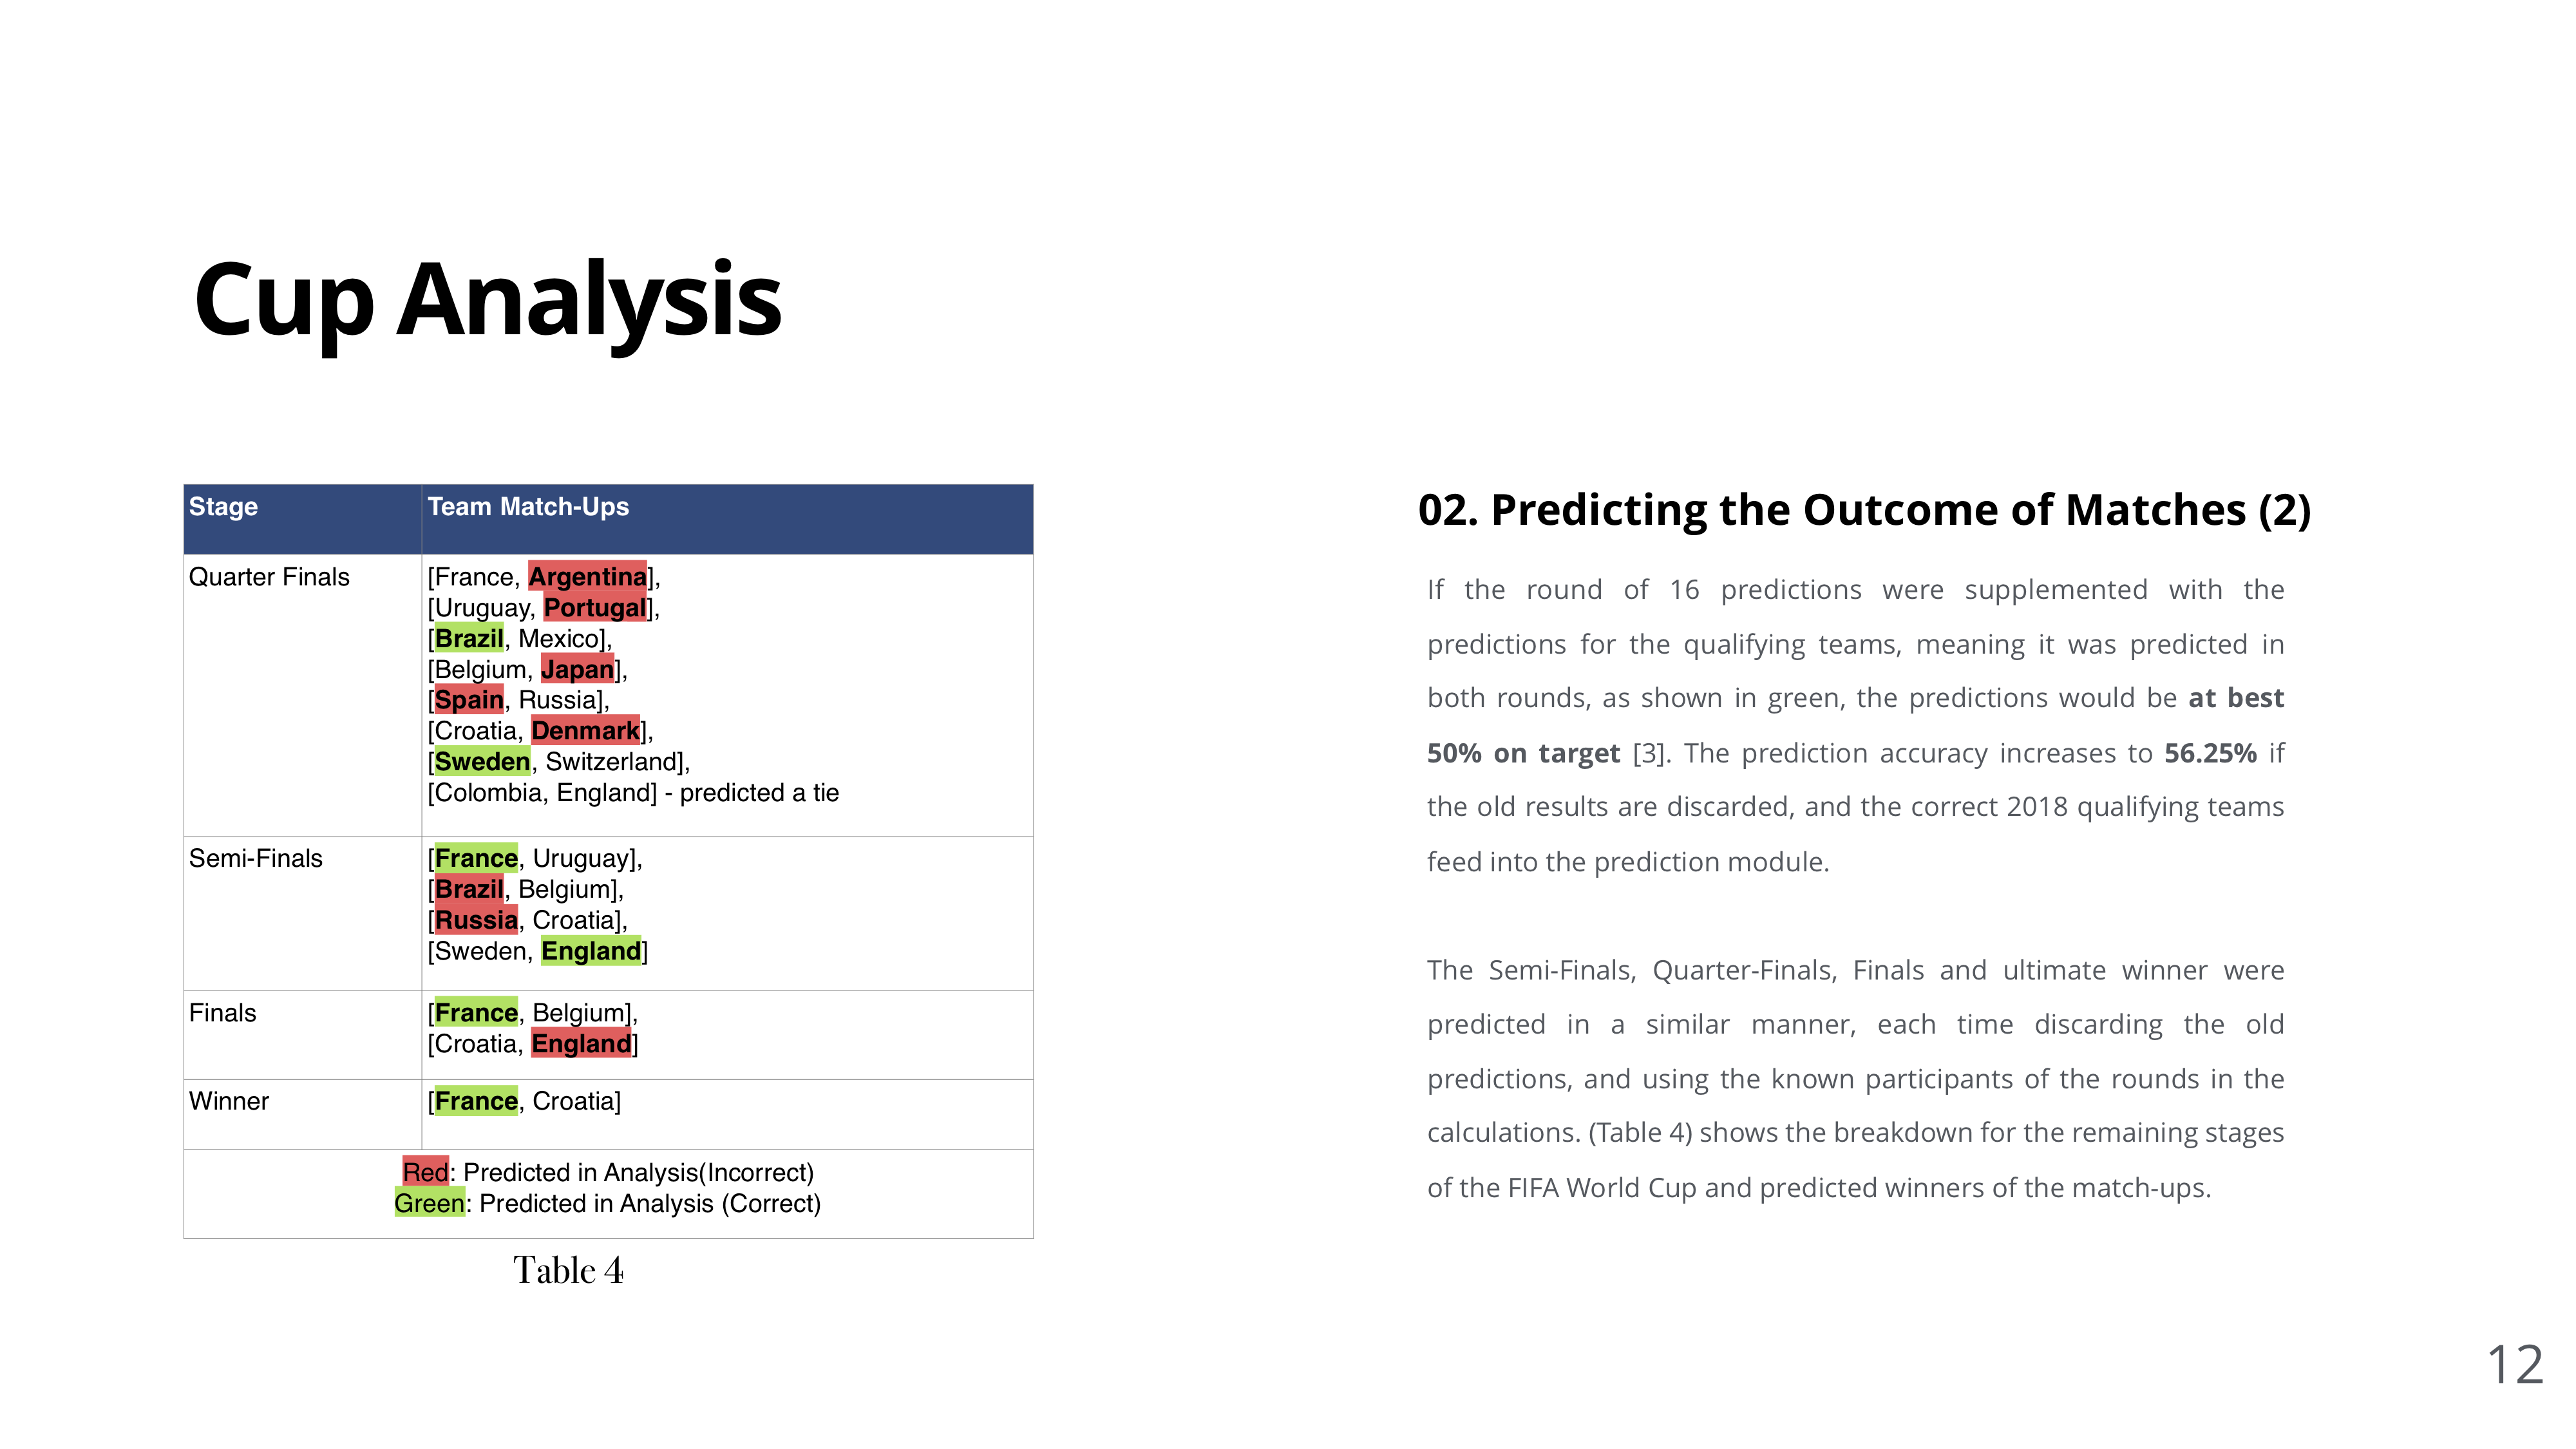 Cup Analysis
Stage
Team Match-Ups
Quarter Finals
[France, Argentina],
[Uruguay, Portugal],
[Brazil, Mexico],
[Belgium, Japan],
[Spain, Russia],
[Croatia, Denmark],
[Sweden, Switzerland],
[Colombia, England] - predicted a tie
Semi-Finals
[France, Uruguay],
[Brazil, Belgium],
[Russia, Croatia],
[Sweden, England]
Finals
[France, Belgium],
[Croatia, England]
Winner
[France, Croatia]
Red: Predicted in Analysis(Incorrect)
Green: Predicted in Analysis (Correct)
Table 4
02. Predicting the Outcome of Matches (2)
If the round of 16 predictions were supplemented with the
predictions for the qualifying teams, meaning it was predicted in
both rounds, as shown in green, the predictions would be at best
50% on target [3]. The prediction accuracy increases to 56.25% if
the old results are discarded, and the correct 2018 qualifying teams
feed into the prediction module.
The Semi-Finals, Quarter-Finals, Finals and ultimate winner were
predicted in a similar manner, each time discarding the old
predictions, and using the known participants of the rounds in the
calculations. (Table 4) shows the breakdown for the remaining stages
of the FIFA World Cup and predicted winners of the match-ups.
12